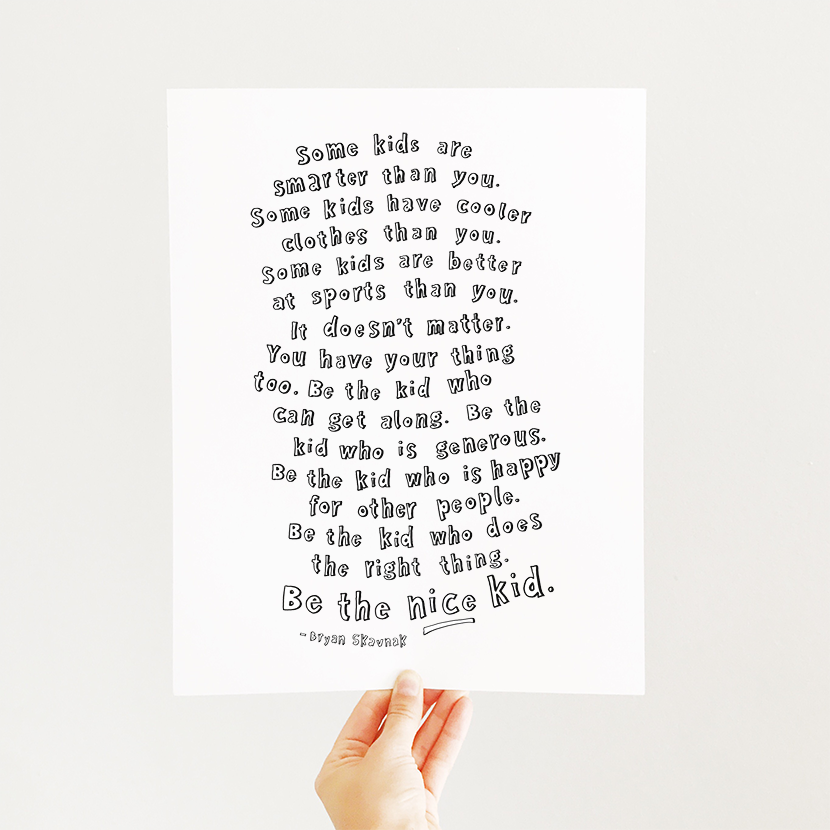 Some kids are
smarter than you.
Some kids have cooler
clothes than you.
Some kids are better
at sports than you.
It doesn't matter.
You have your thing
too. Be the kid who
can get along. Be the
kid who is generous.
Be the kid who is happy
for other people.
Be the kid who does
the right thing.
Be the nice kid.
- Bryan Skavnak